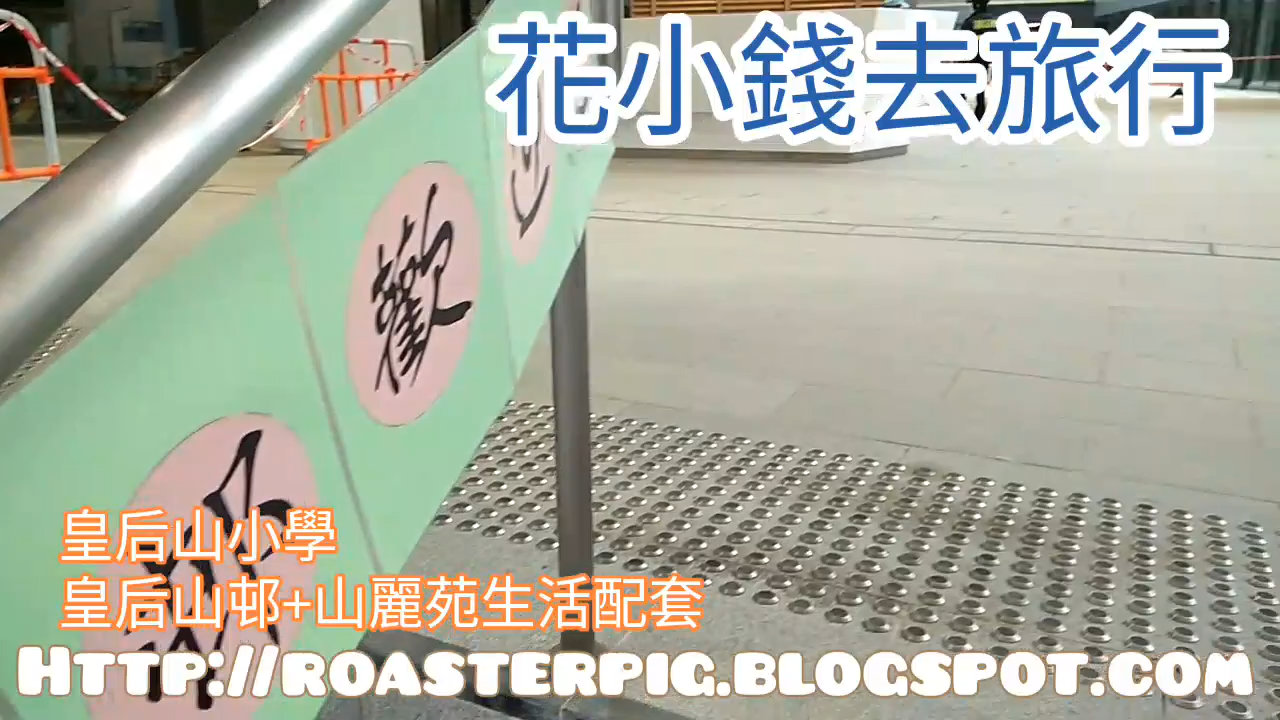 花小錢去旅行
歡
皇后山小學
皇后山邨+山麗苑生活配套
Http://roasterpig.blogspot.com